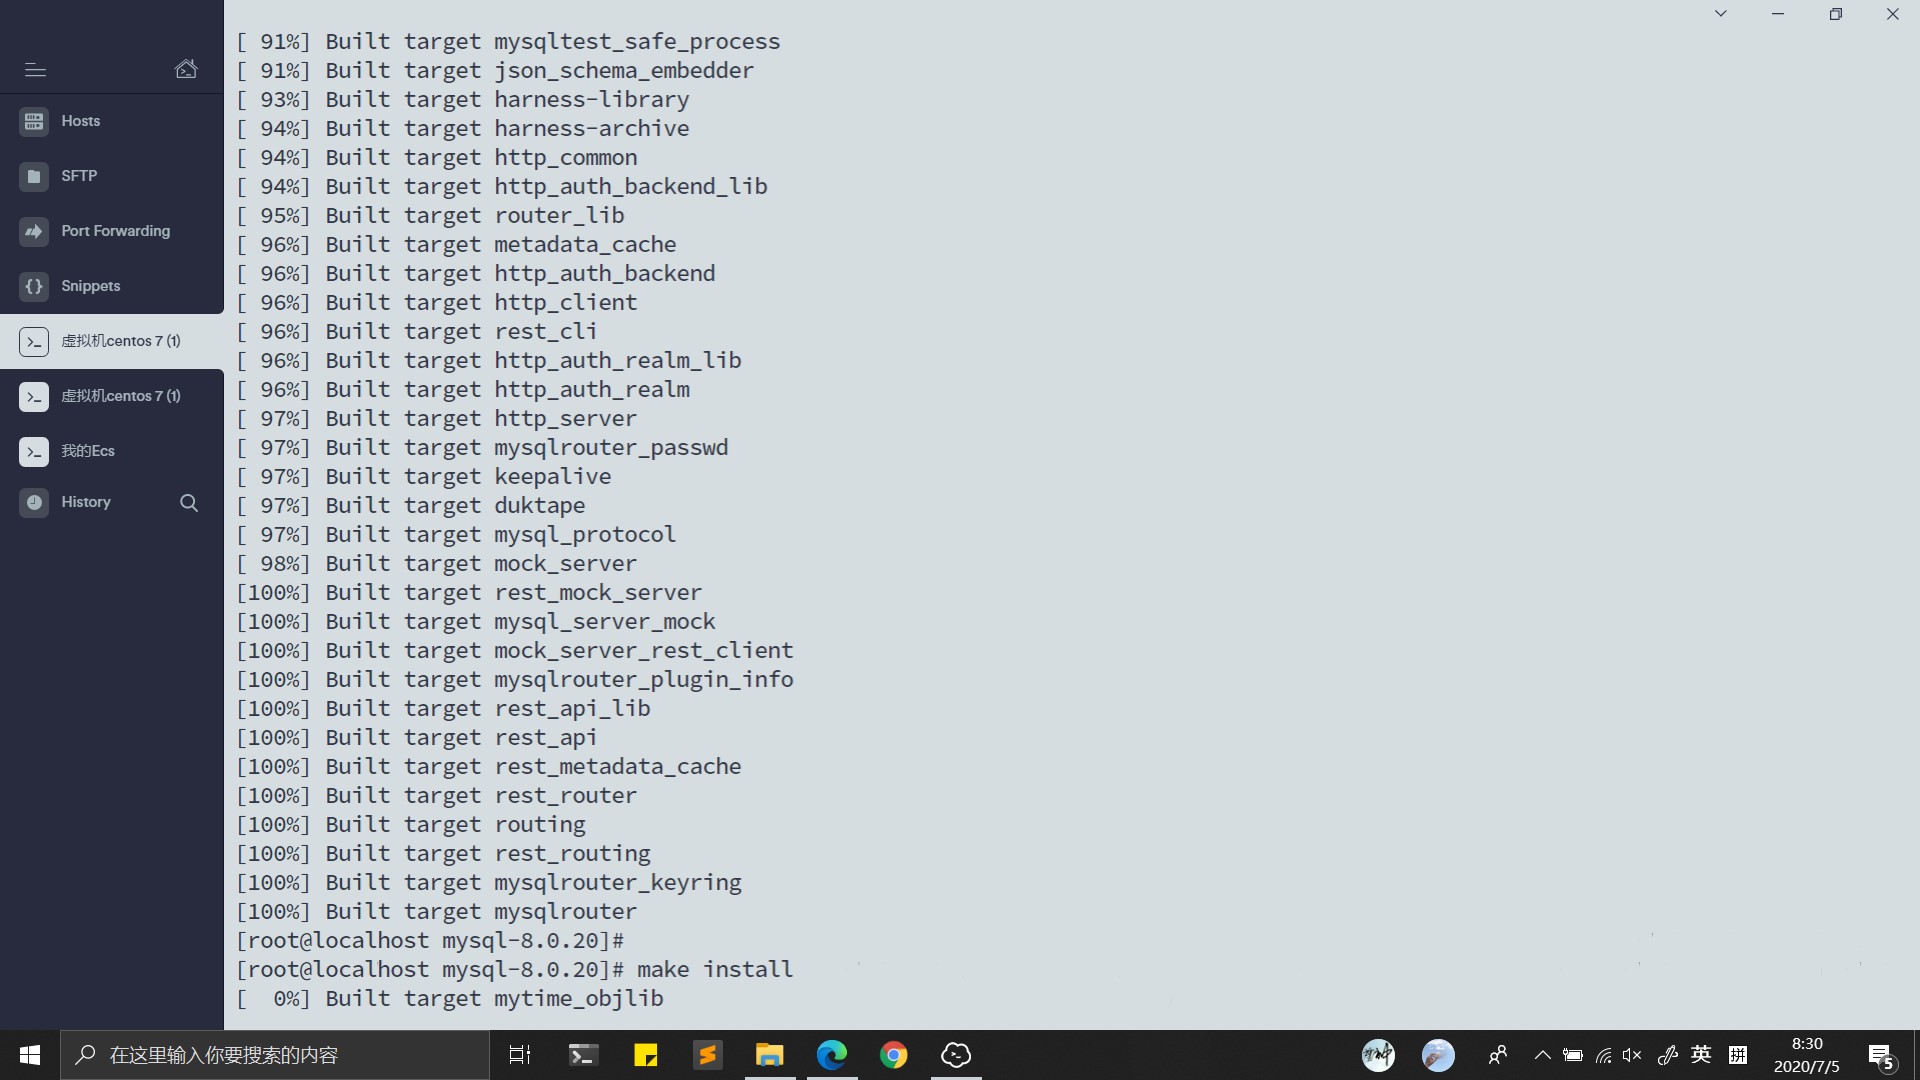 Hosts
SFTP
Port Forwarding
Snippets
虚拟机centos 7 (1)
虚拟机centos 7 (1)
我的Ecs
History
[ 91%] Built target mysqltest_safe_process
[ 91%] Built target json_schema_embedder
[ 93%] Built target harness-library
[ 94%] Built target harness-archive
[ 94%] Built target http_common
[ 94%] Built target http_auth_backend_lib
[ 95%] Built target router_lib
[ 96%] Built target metadata_cache
[ 96%] Built target http_auth_backend
[ 96%] Built target http_client
[ 96%] Built target rest_cli
[ 96%] Built target http_auth_realm_lib
[ 96%] Built target http_auth_realm
[ 97%] Built target http_server
[ 97%] Built target mysqlrouter_passwd
[ 97%] Built target keepalive
[ 97%] Built target duktape
[ 97%] Built target mysql_protocol
[ 98%] Built target mock_server
[100%] Built target rest_mock_server
[100%] Built target mysql_server_mock
[100%] Built target mock_server_rest_client
[100%] Built target mysqlrouter_plugin_info
[100%] Built target rest_api_lib
[100%] Built target rest_api
[100%] Built target rest_metadata_cache
[100%] Built target rest_router
[100%] Built target routing
[100%] Built target rest_routing
[100%] Built target mysqlrouter_keyring
[100%] Built target mysqlrouter
[root@localhost mysql-8.0.20]#
[root@localhost mysql-8.0.20]# make install
[  0%] Built target mytime_objlib
在这里输入你要搜索的内容
英
拼
8:30
2020/7/5
5